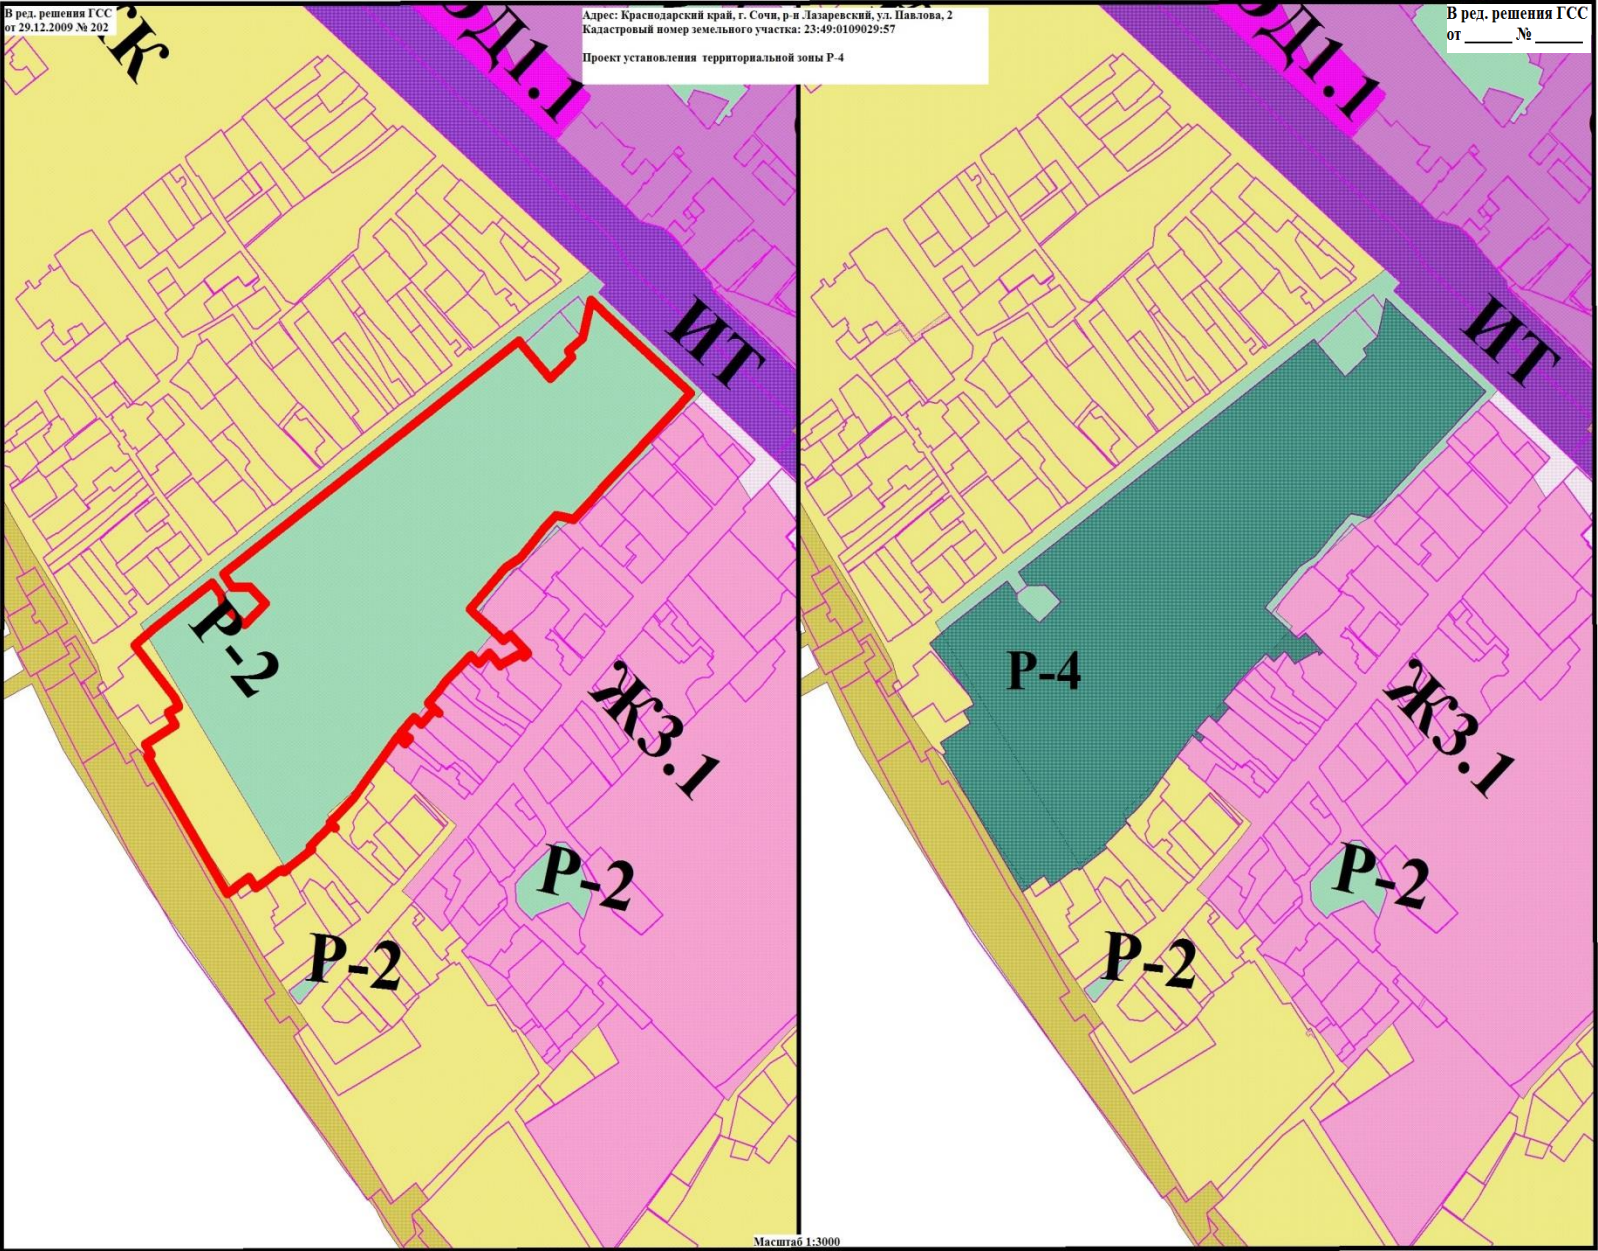 В ред. решения ГСС
от 29.12.2009 № 202
Адрес: Краснодарский край, г. Сочи, р-н Лазаревский, ул. Павлова, 2
Кадастровый номер земельного участка: 23:49:0109029:57
Проект установления территориальной зоны Р-4
В ред. решения ГСС
от ______ № ______
К
ОД1.1
ИТ
Р-2
Ж3.1
Р-2
Р-2
ОД1.1
ИТ
Р-4
Ж3.1
Р-2
Р-2
Масштаб 1:3000